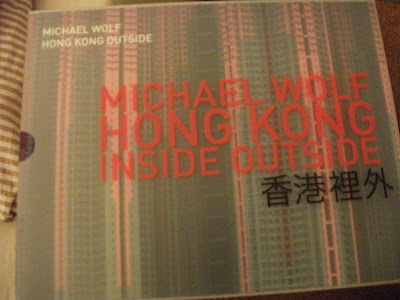 MICHAEL WOLF
HONG KONG OUTSIDE
MICHAEL WOLF
HONG KONG
INSIDE OUTSIDE
香港裡外